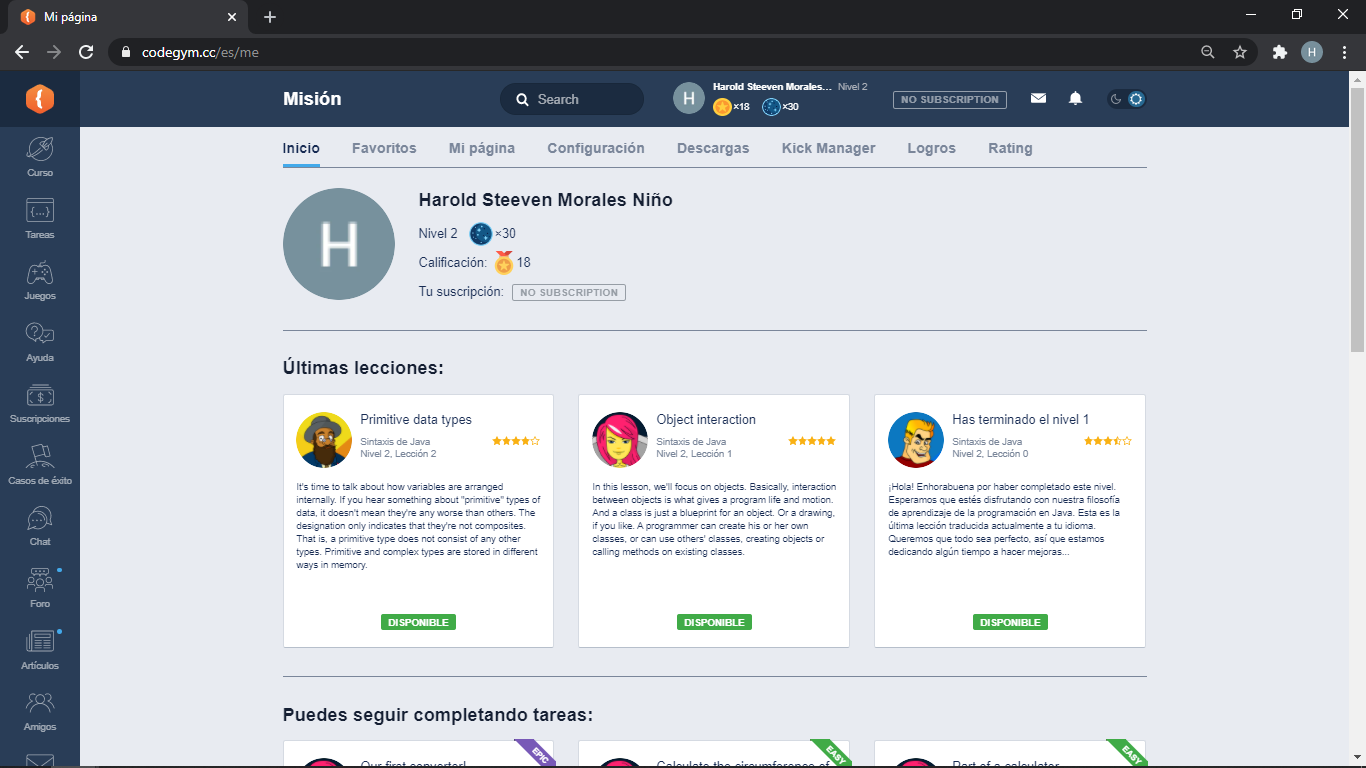 Mi página
codegym.cc/es/me
H
Misión
Search
H
Harold Steeven Morales... Nivel 2
×18 ×30
NO SUBSCRIPTION
Curso
Tareas
Juegos
Ayuda
Suscripciones
Casos de éxito
Chat
Foro
Artículos
Amigos
Inicio Favoritos Mi página Configuración Descargas Kick Manager Logros Rating
H
Harold Steeven Morales Niño
Nivel 2 ×30
Calificación: 18
Tu suscripción: NO SUBSCRIPTION
Últimas lecciones:
Primitive data types
Sintaxis de Java
Nivel 2, Lección 2
It's time to talk about how variables are arranged
internally. If you hear something about "primitive" types of
data, it doesn't mean they're any worse than others. The
designation only indicates that they're not composites.
That is, a primitive type does not consist of any other
types. Primitive and complex types are stored in different
ways in memory.
DISPONIBLE
Object interaction
Sintaxis de Java
Nivel 2, Lección 1
In this lesson, we'll focus on objects. Basically, interaction
between objects is what gives a program life and motion.
And a class is just a blueprint for an object. Or a drawing,
if you like. A programmer can create his or her own
classes, or can use others' classes, creating objects or
calling methods on existing classes.
DISPONIBLE
Has terminado el nivel 1
Sintaxis de Java
Nivel 2, Lección 0
¡Hola! Enhorabuena por haber completado este nivel.
Esperamos que estés disfrutando con nuestra filosofía
de aprendizaje de la programación en Java. Esta es la
última lección traducida actualmente a tu idioma.
Queremos que todo sea perfecto, así que estamos
dedicando algún tiempo a hacer mejoras...
DISPONIBLE
Puedes seguir completando tareas:
Our first converter!
EPIC
Calculate the circumference of
EASY
Part of a calculator
EASY